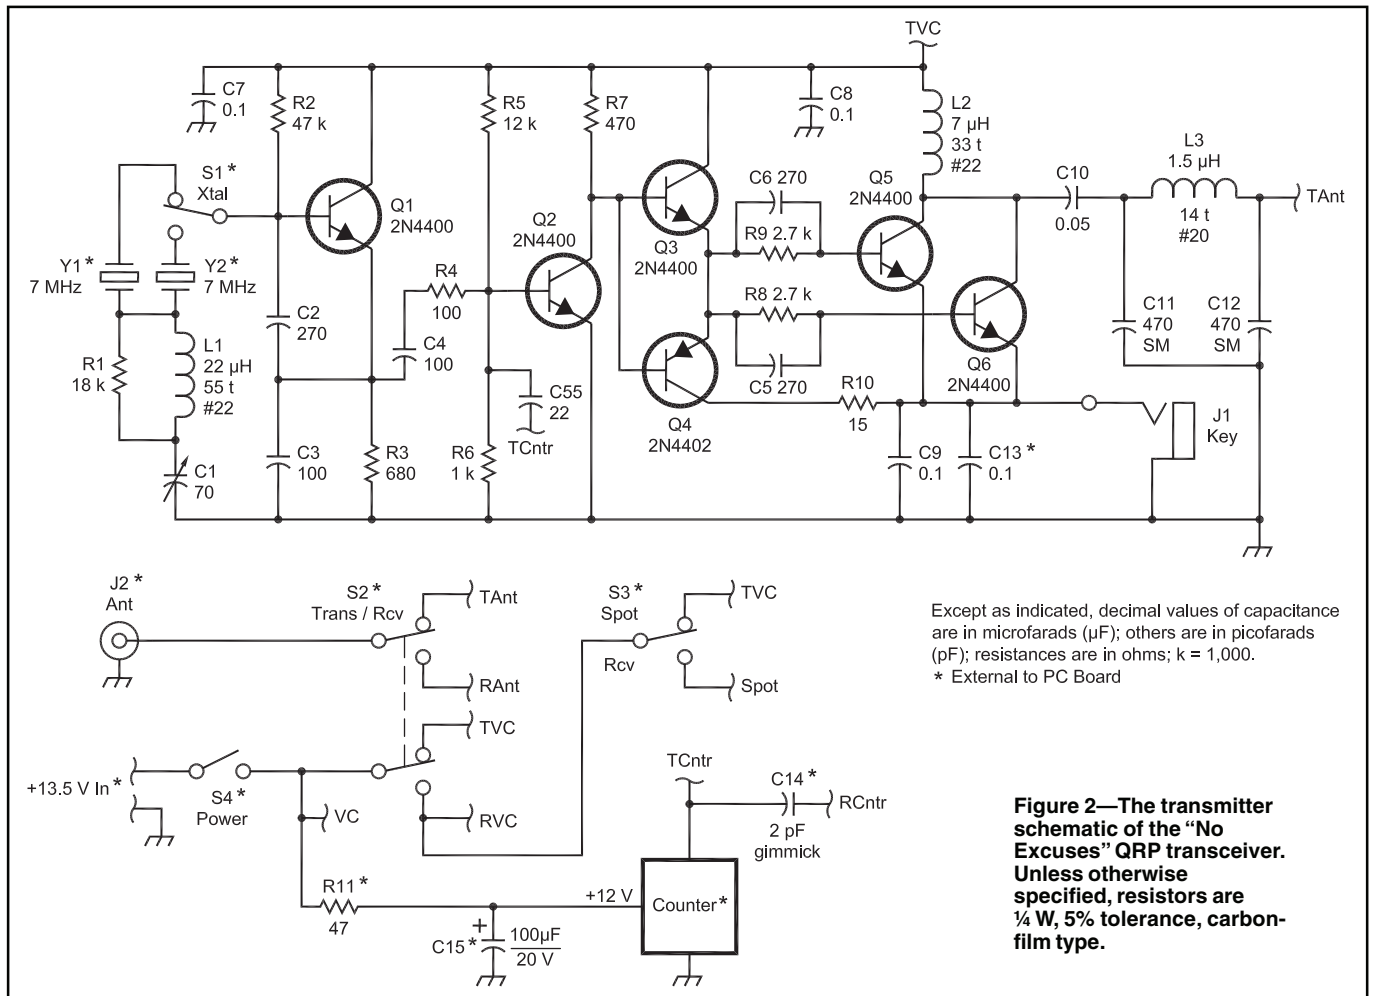 TVC
C7
0.1
R2
47 k
R5
12 k
R7
470
C8
0.1
L2
7 µH
33 t
#22
L3
1.5 µH
14 t
#20
S1 *
Xtal
Q1
2N4400
Q2
2N4400
Q3
2N4400
C6 270
R9 2.7 k
Q5
2N4400
C10
0.05
TAnt
Y1 *
7 MHz
Y2 *
7 MHz
C2
270
R4
100
C4
100
R8 2.7 k
C5 270
Q6
2N4400
C11
470
SM
C12
470
SM
R1
18 k
L1
22 µH
55 t
#22
C55
22
TCntr
Q4
2N4402
R10
15
J1
Key
C1
70
C3
100
R3
680
R6
1 k
C9
0.1
C13 *
0.1
J2 *
Ant
S2 *
Trans / Rcv
TAnt
RAnt
S3 *
Spot
Rcv
TVC
Spot
Except as indicated, decimal values of capacitance
are in microfarads (µF); others are in picofarads
(pF); resistances are in ohms; k = 1,000.
* External to PC Board
+13.5 V In *
S4 *
Power
VC
TVC
RVC
TCntr
C14 *
2 pF
gimmick
RCntr
R11 *
47
+12 V
Counter *
+
C15 *
100µF
20 V
Figure 2—The transmitter
schematic of the “No
Excuses” QRP transceiver.
Unless otherwise
specified, resistors are
¼ W, 5% tolerance, carbon-
film type.